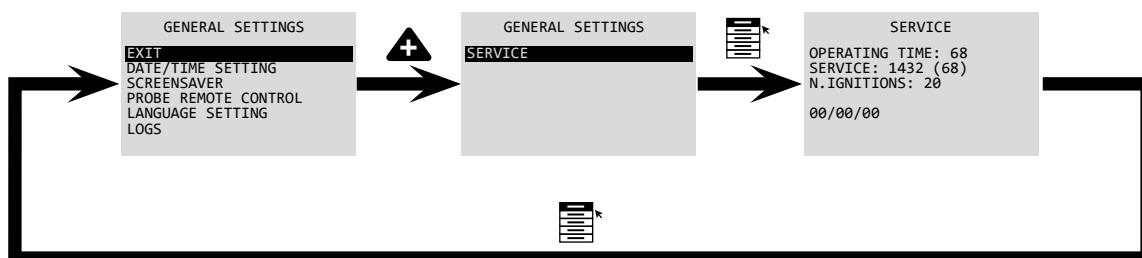 GENERAL SETTINGS
EXIT
DATE/TIME SETTING
SCREENSAVER
PROBE REMOTE CONTROL
LANGUAGE SETTING
LOGS
GENERAL SETTINGS
SERVICE
SERVICE
OPERATING TIME: 68
SERVICE: 1432 (68)
N.IGNITIONS: 20
00/00/00